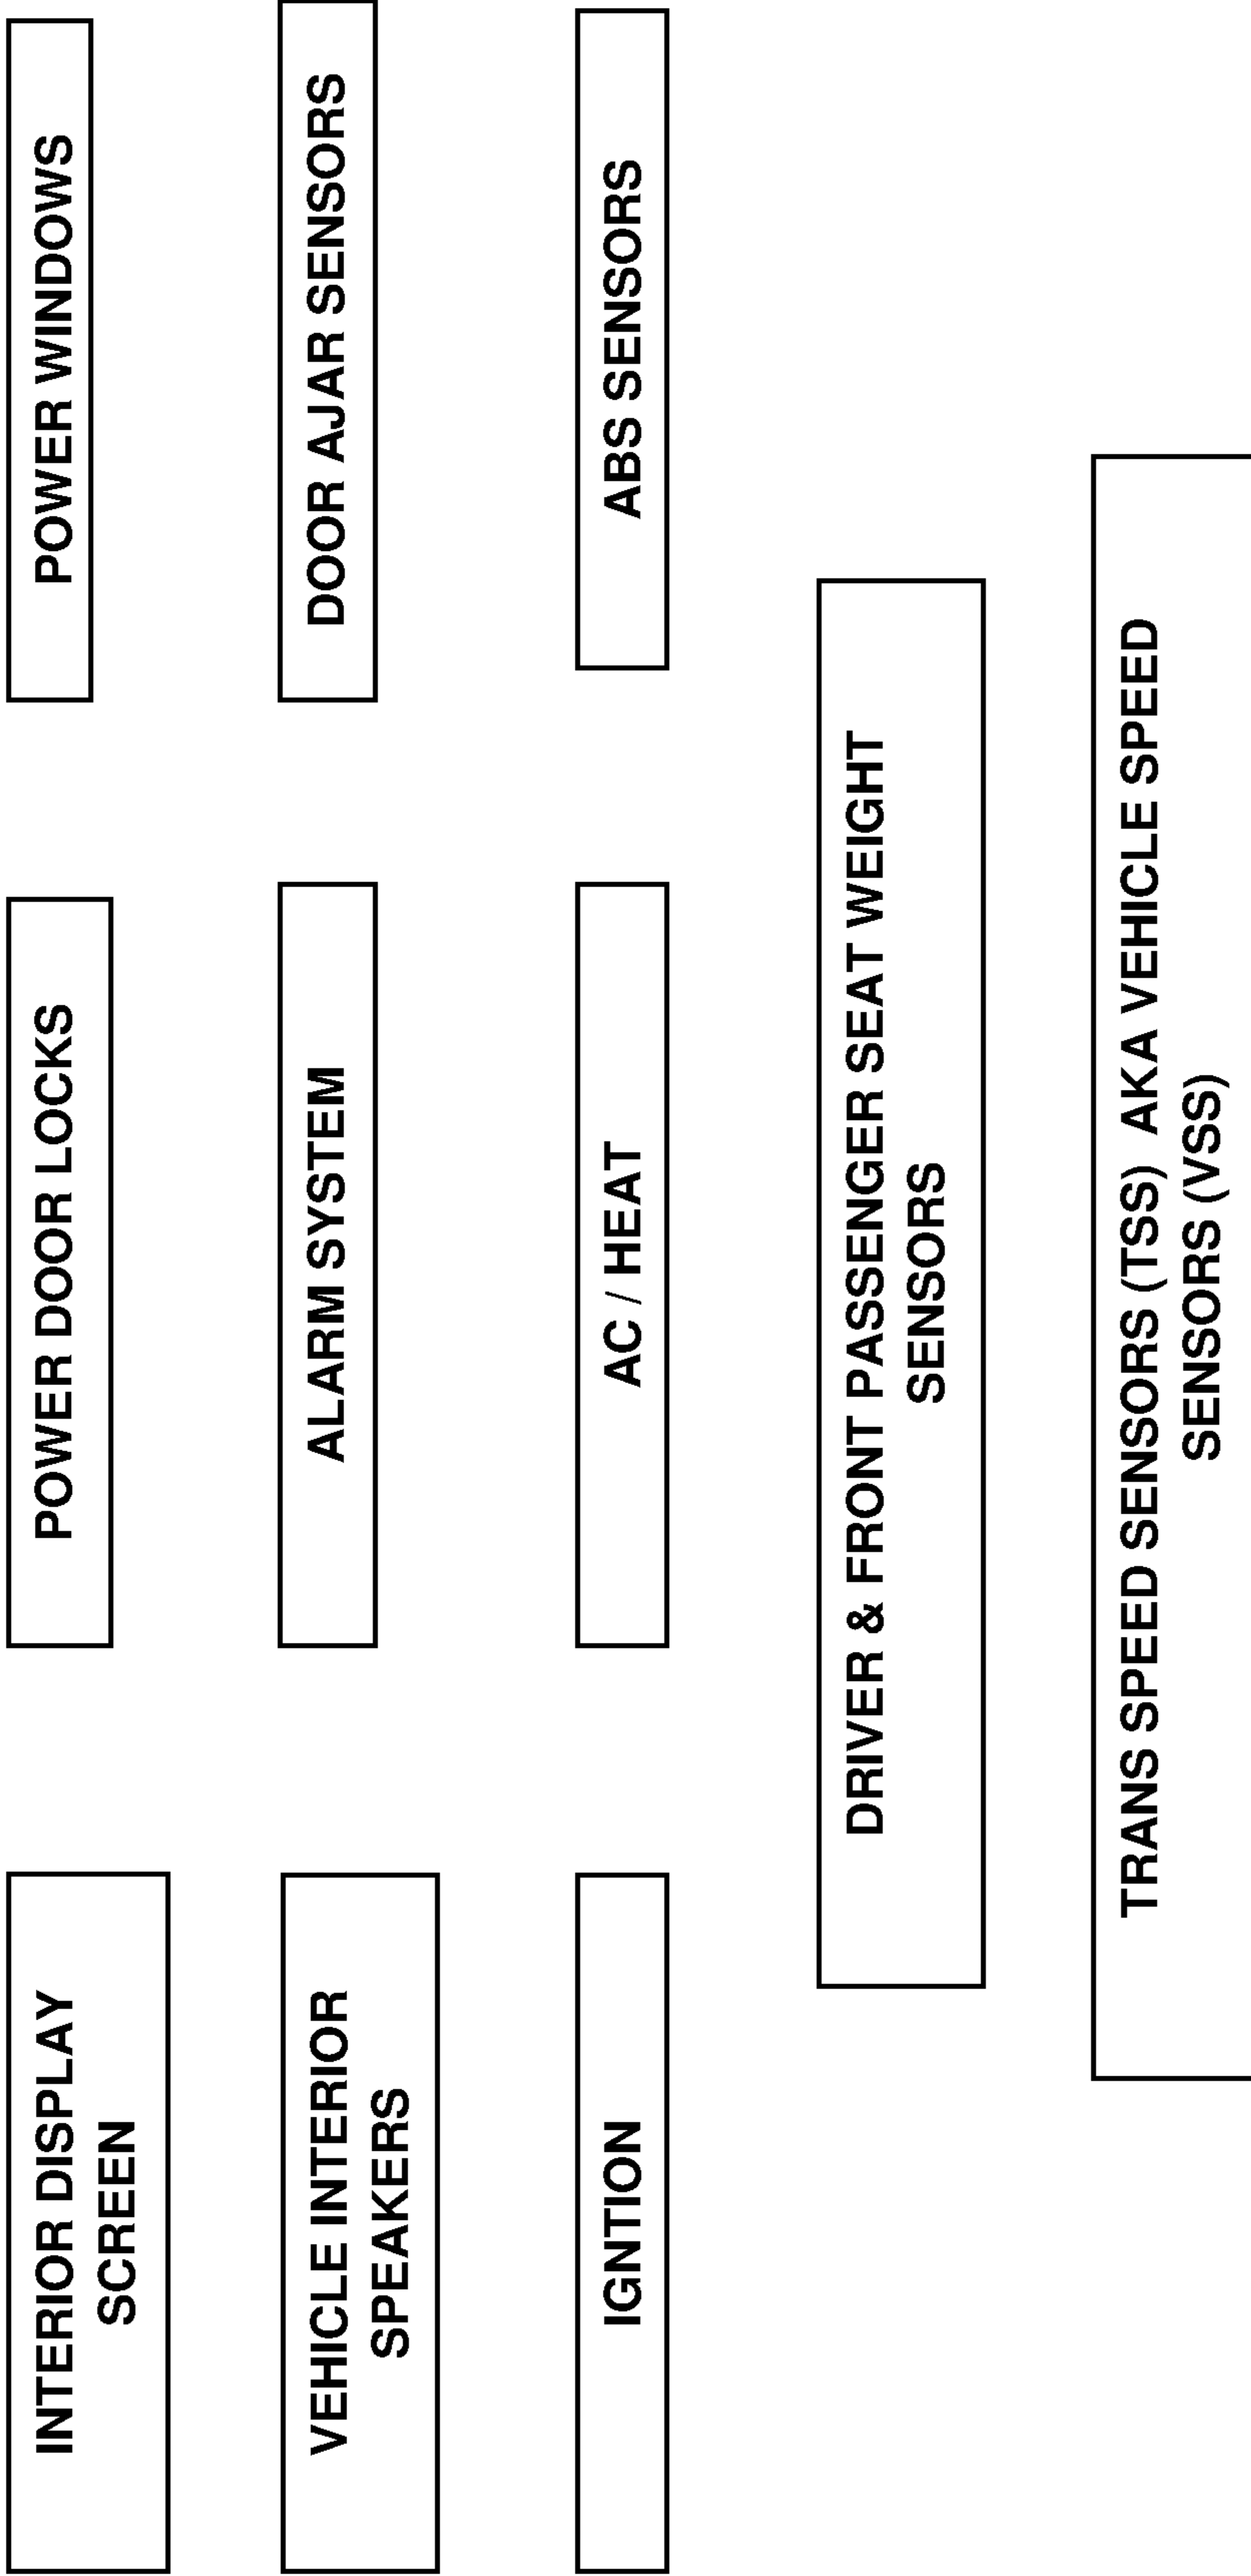 INTERIOR DISPLAY
SCREEN
POWER DOOR LOCKS
POWER WINDOWS
VEHICLE INTERIOR
SPEAKERS
ALARM SYSTEM
DOOR AJAR SENSORS
IGNTION
AC / HEAT
ABS SENSORS
DRIVER & FRONT PASSENGER SEAT WEIGHT
SENSORS
TRANS SPEED SENSORS (TSS) AKA VEHICLE SPEED
SENSORS (VSS)